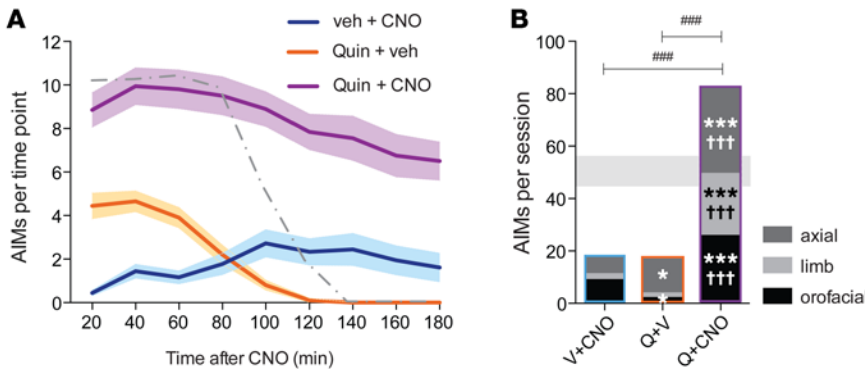 A
veh + CNO
Quin + veh
Quin + CNO
AIMs per time point
12
10
8
6
4
2
0
20 40 60 80 100 120 140 160 180
Time after CNO (min)
B
###
###
AIMs per session
100
80
60
40
20
0
***
†††
***
†††
***
†††
*
*
axial
limb
orofacial
V+CNO
Q+V
Q+CNO